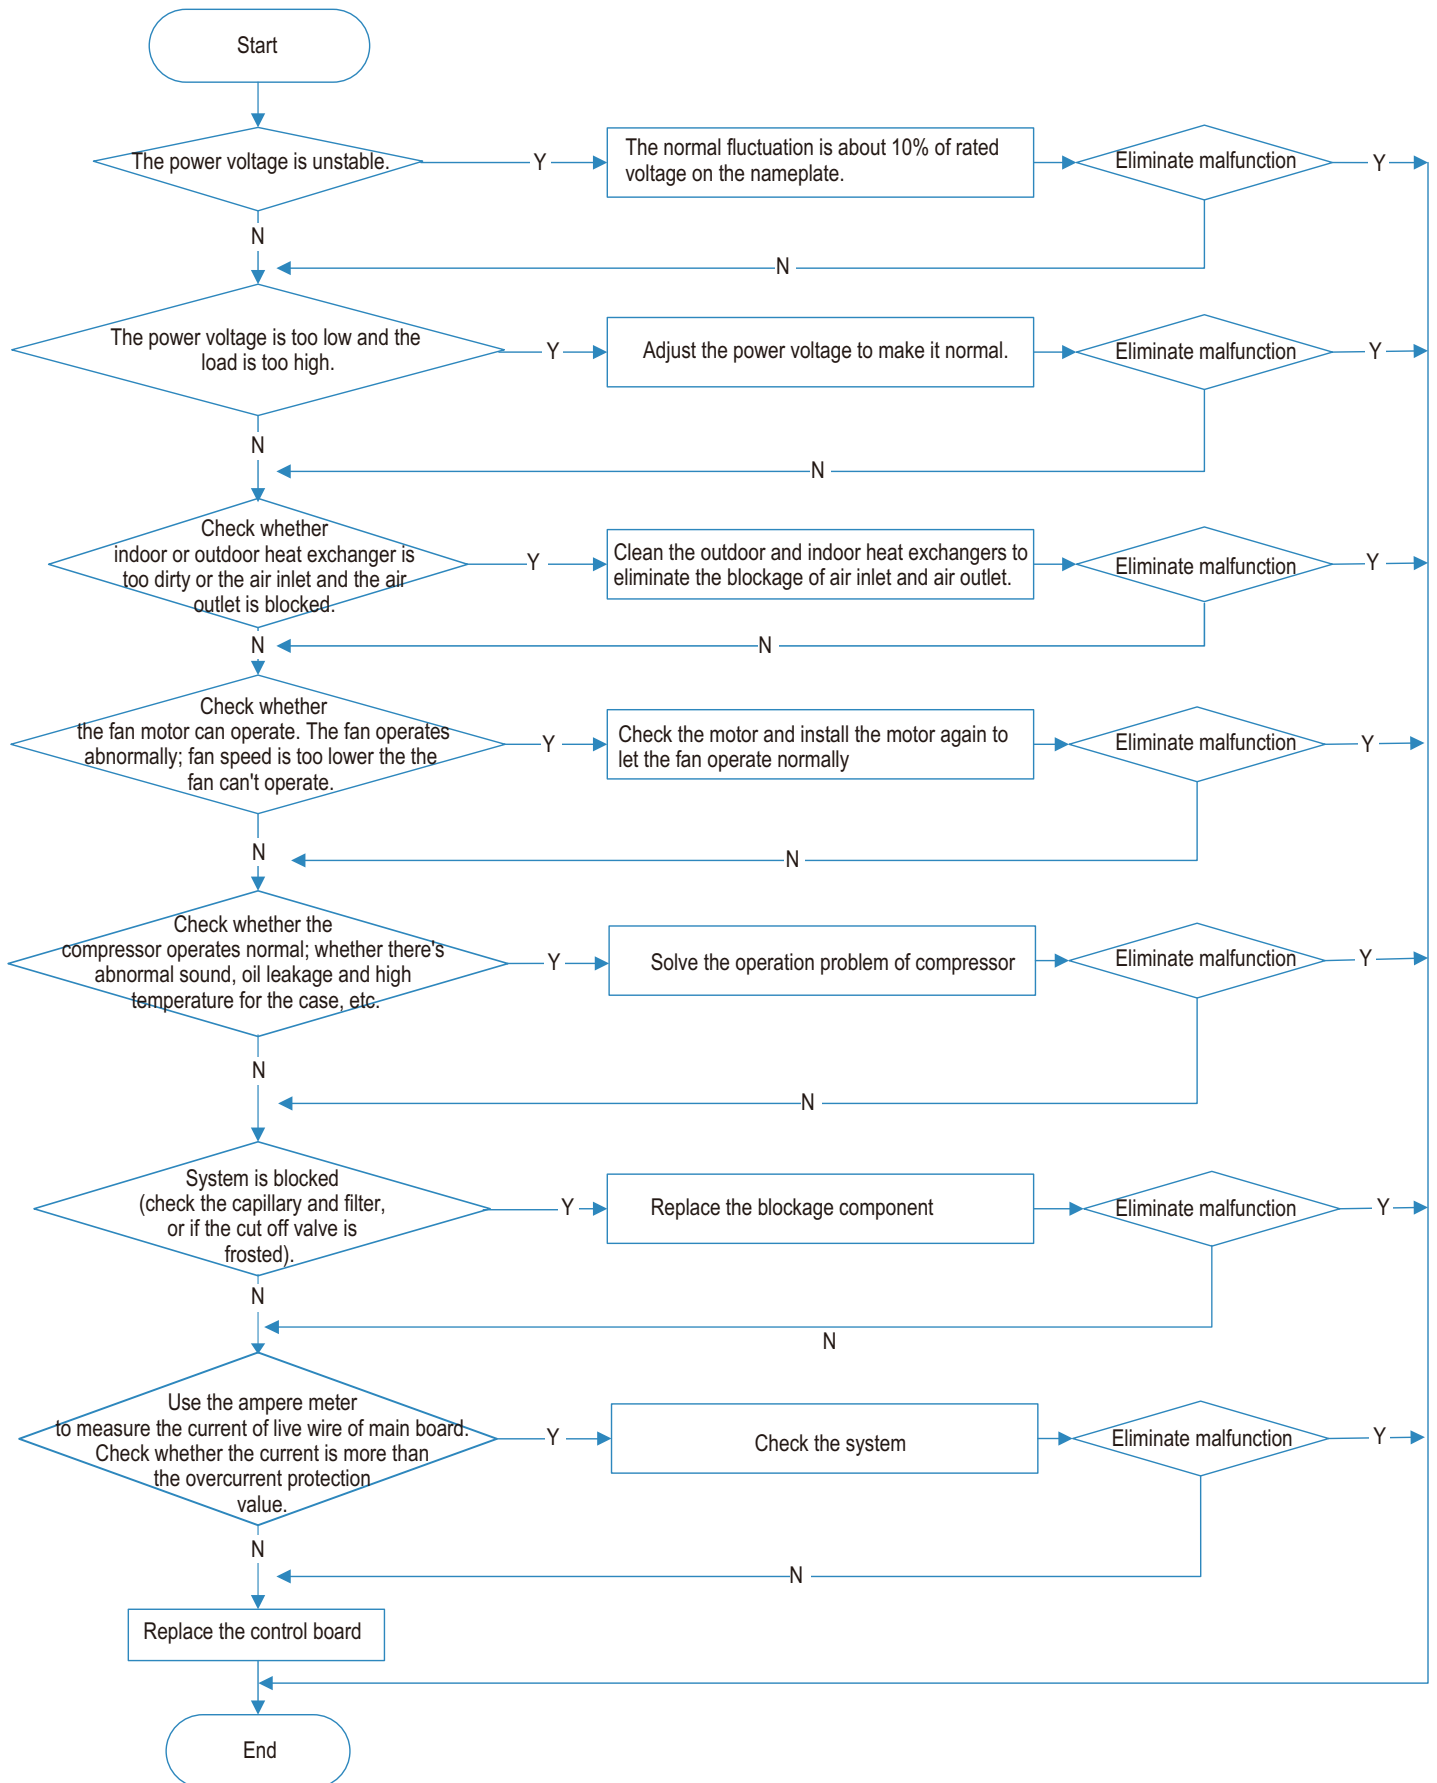 Start
The power voltage is unstable.
Y
The normal fluctuation is about 10% of rated
voltage on the nameplate.
Eliminate malfunction
Y
N
N
The power voltage is too low and the
load is too high.
Y
Adjust the power voltage to make it normal.
Eliminate malfunction
Y
N
N
Check whether
indoor or outdoor heat exchanger is
too dirty or the air inlet and the air
outlet is blocked.
Y
Clean the outdoor and indoor heat exchangers to
eliminate the blockage of air inlet and air outlet.
Eliminate malfunction
Y
N
N
Check whether
the fan motor can operate. The fan operates
abnormally; fan speed is too lower the the
fan can't operate.
Y
Check the motor and install the motor again to
let the fan operate normally
Eliminate malfunction
Y
N
N
Check whether the
compressor operates normal; whether there's
abnormal sound, oil leakage and high
temperature for the case, etc.
Y
Solve the operation problem of compressor
Eliminate malfunction
Y
N
N
System is blocked
(check the capillary and filter,
or if the cut off valve is
frosted).
Y
Replace the blockage component
Eliminate malfunction
Y
N
N
Use the ampere meter
to measure the current of live wire of main board.
Check whether the current is more than
the overcurrent protection
value.
Y
Check the system
Eliminate malfunction
Y
N
N
Replace the control board
End